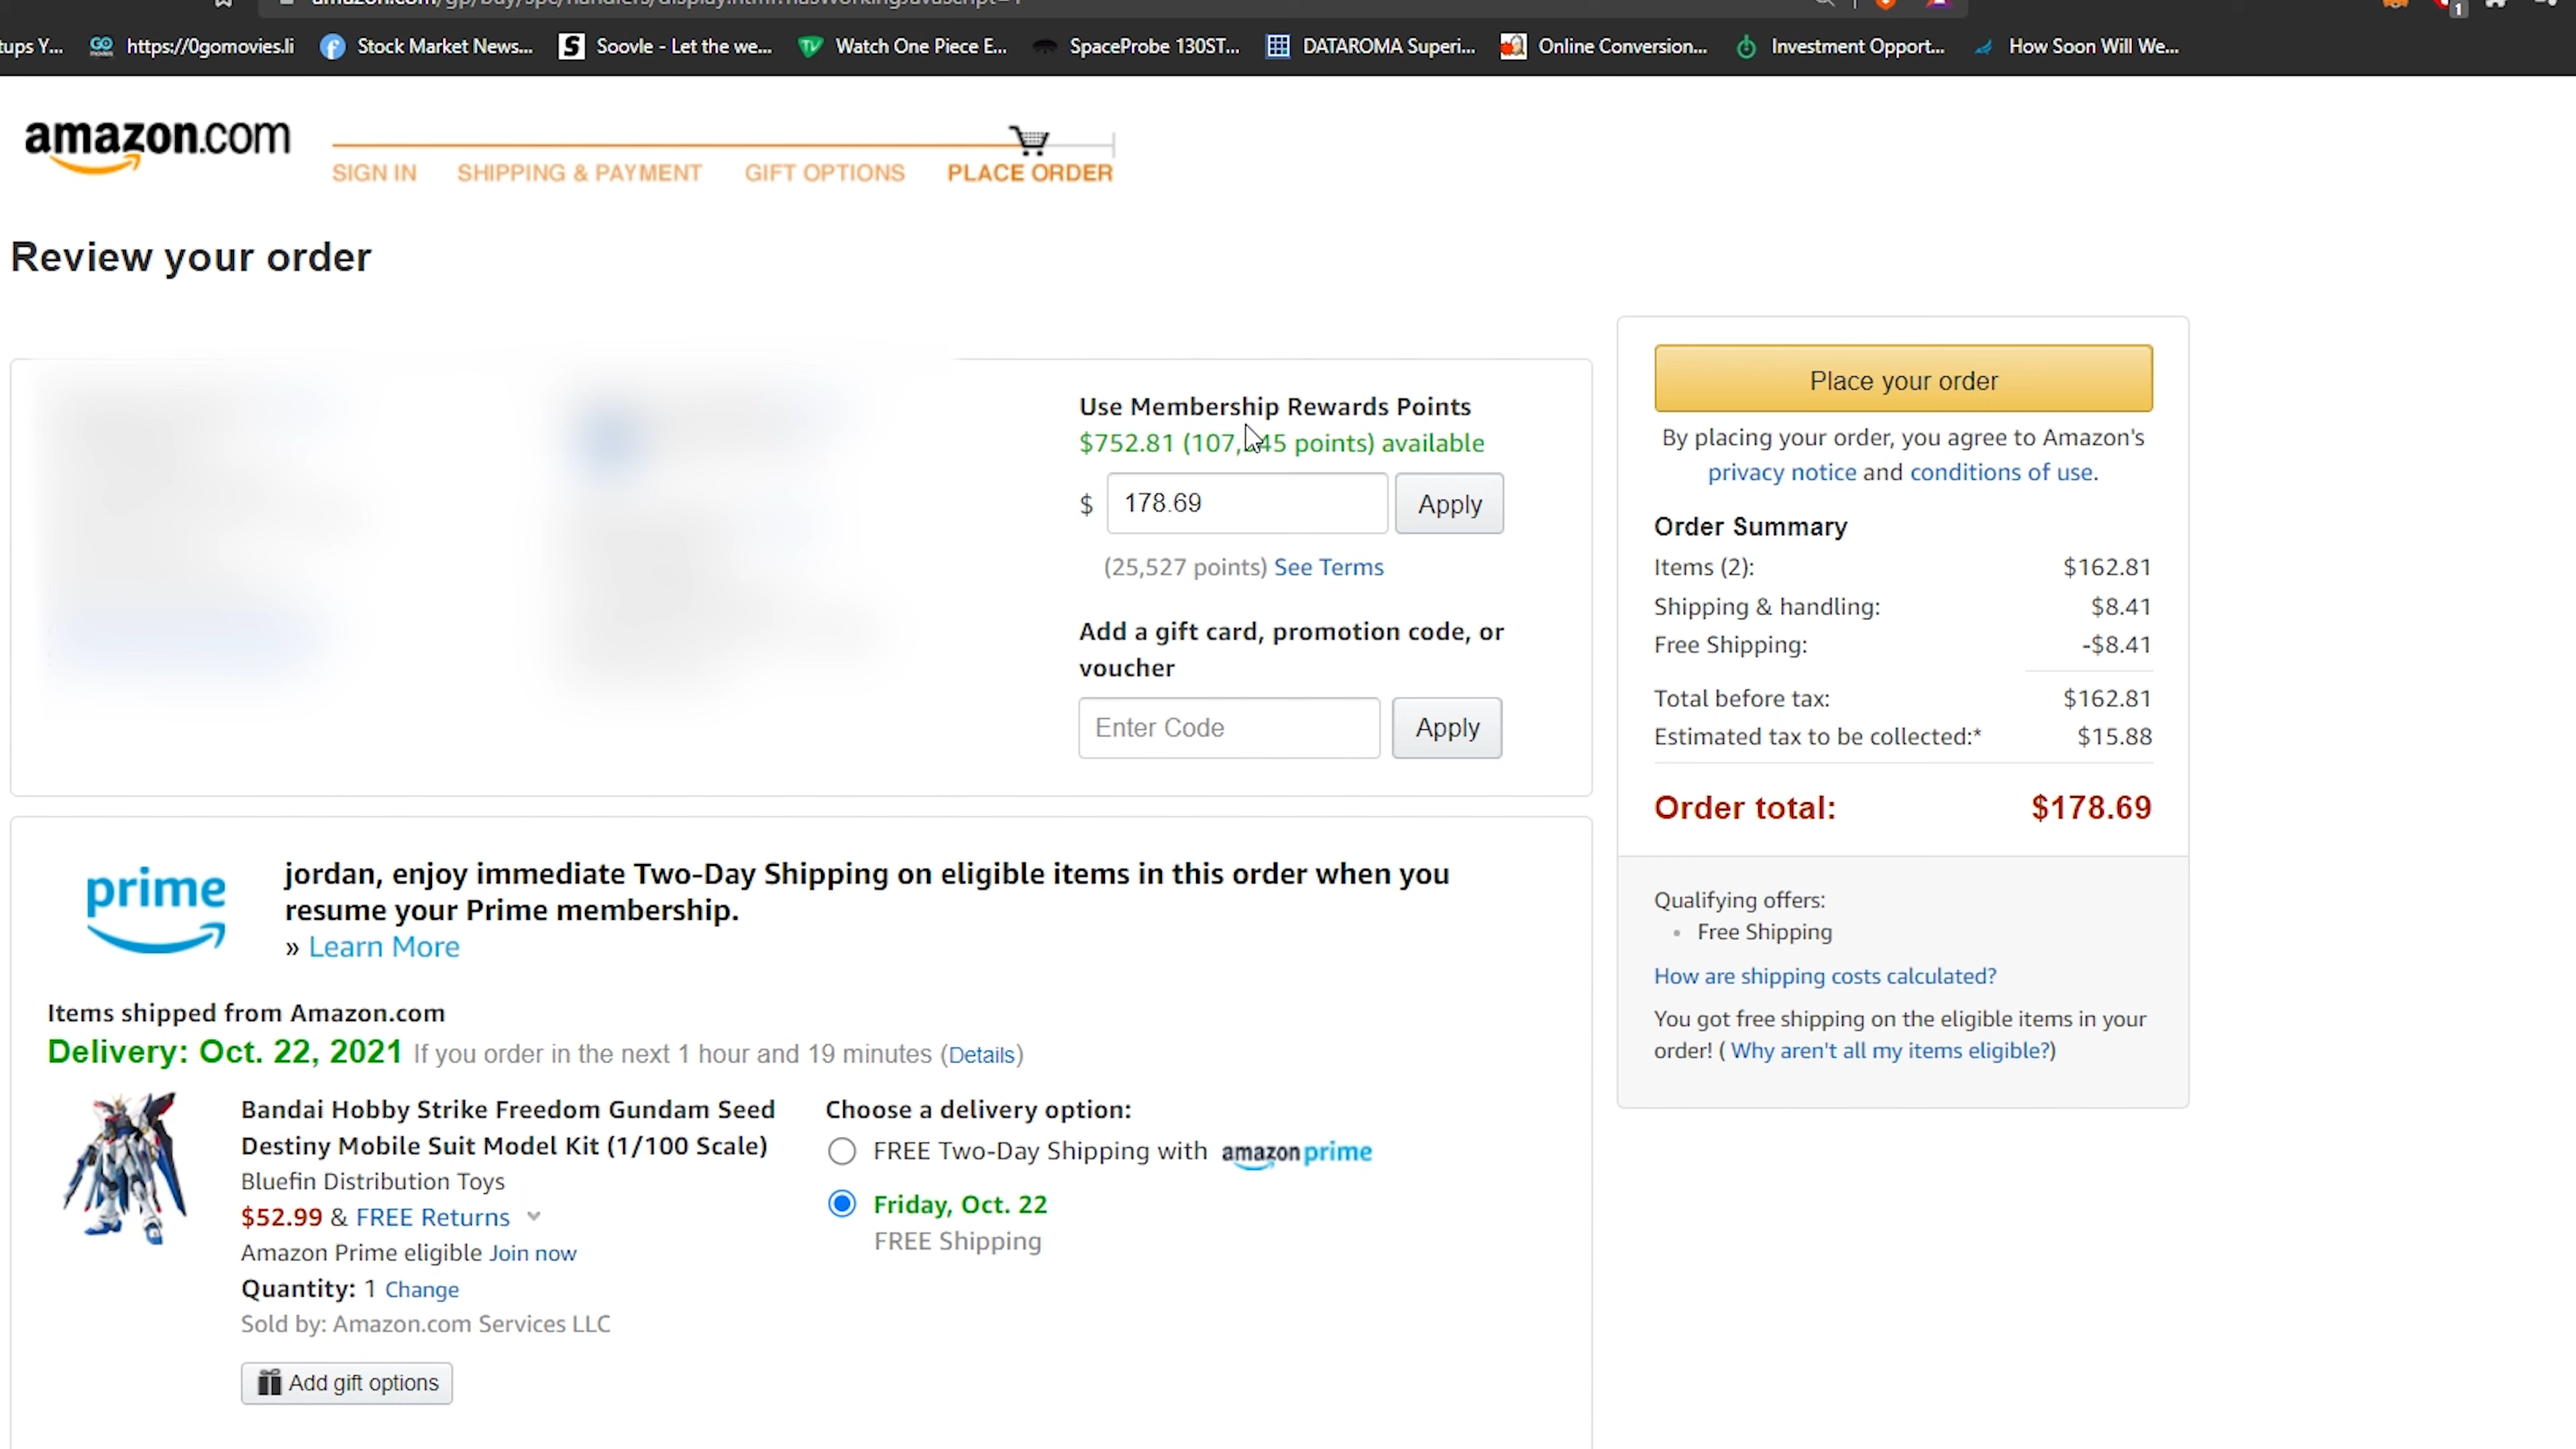 https://0gomovies.li Stock Market News... Soovle - Let the we... Watch One Piece E... SpaceProbe 130ST... DATAROMA Superi... Online Conversion... Investment Opport... How Soon Will We...
amazon.com
SIGN IN SHIPPING & PAYMENT GIFT OPTIONS PLACE ORDER
Review your order
Use Membership Rewards Points
$752.81 ( points) available
$ 178.69 Apply
(25,527 points) See Terms
Add a gift card, promotion code, or
voucher
Enter Code Apply
Place your order
By placing your order, you agree to Amazon's
privacy notice and conditions of use.
Order Summary
Items (2): $162.81
Shipping & handling: $8.41
Free Shipping: -$8.41
Total before tax: $162.81
Estimated tax to be collected:* $15.88
Order total: $178.69
Qualifying offers:
• Free Shipping
How are shipping costs calculated?
You got free shipping on the eligible items in your
order! ( Why aren't all my items eligible?)
prime
jordan, enjoy immediate Two-Day Shipping on eligible items in this order when you
resume your Prime membership.
» Learn More
Items shipped from Amazon.com
Delivery: Oct. 22, 2021 If you order in the next 1 hour and 19 minutes (Details)
Bandai Hobby Strike Freedom Gundam Seed
Destiny Mobile Suit Model Kit (1/100 Scale)
Bluefin Distribution Toys
$52.99 & FREE Returns
Amazon Prime eligible Join now
Quantity: 1 Change
Sold by: Amazon.com Services LLC
Add gift options
Choose a delivery option:
FREE Two-Day Shipping with amazon prime
Friday, Oct. 22
FREE Shipping